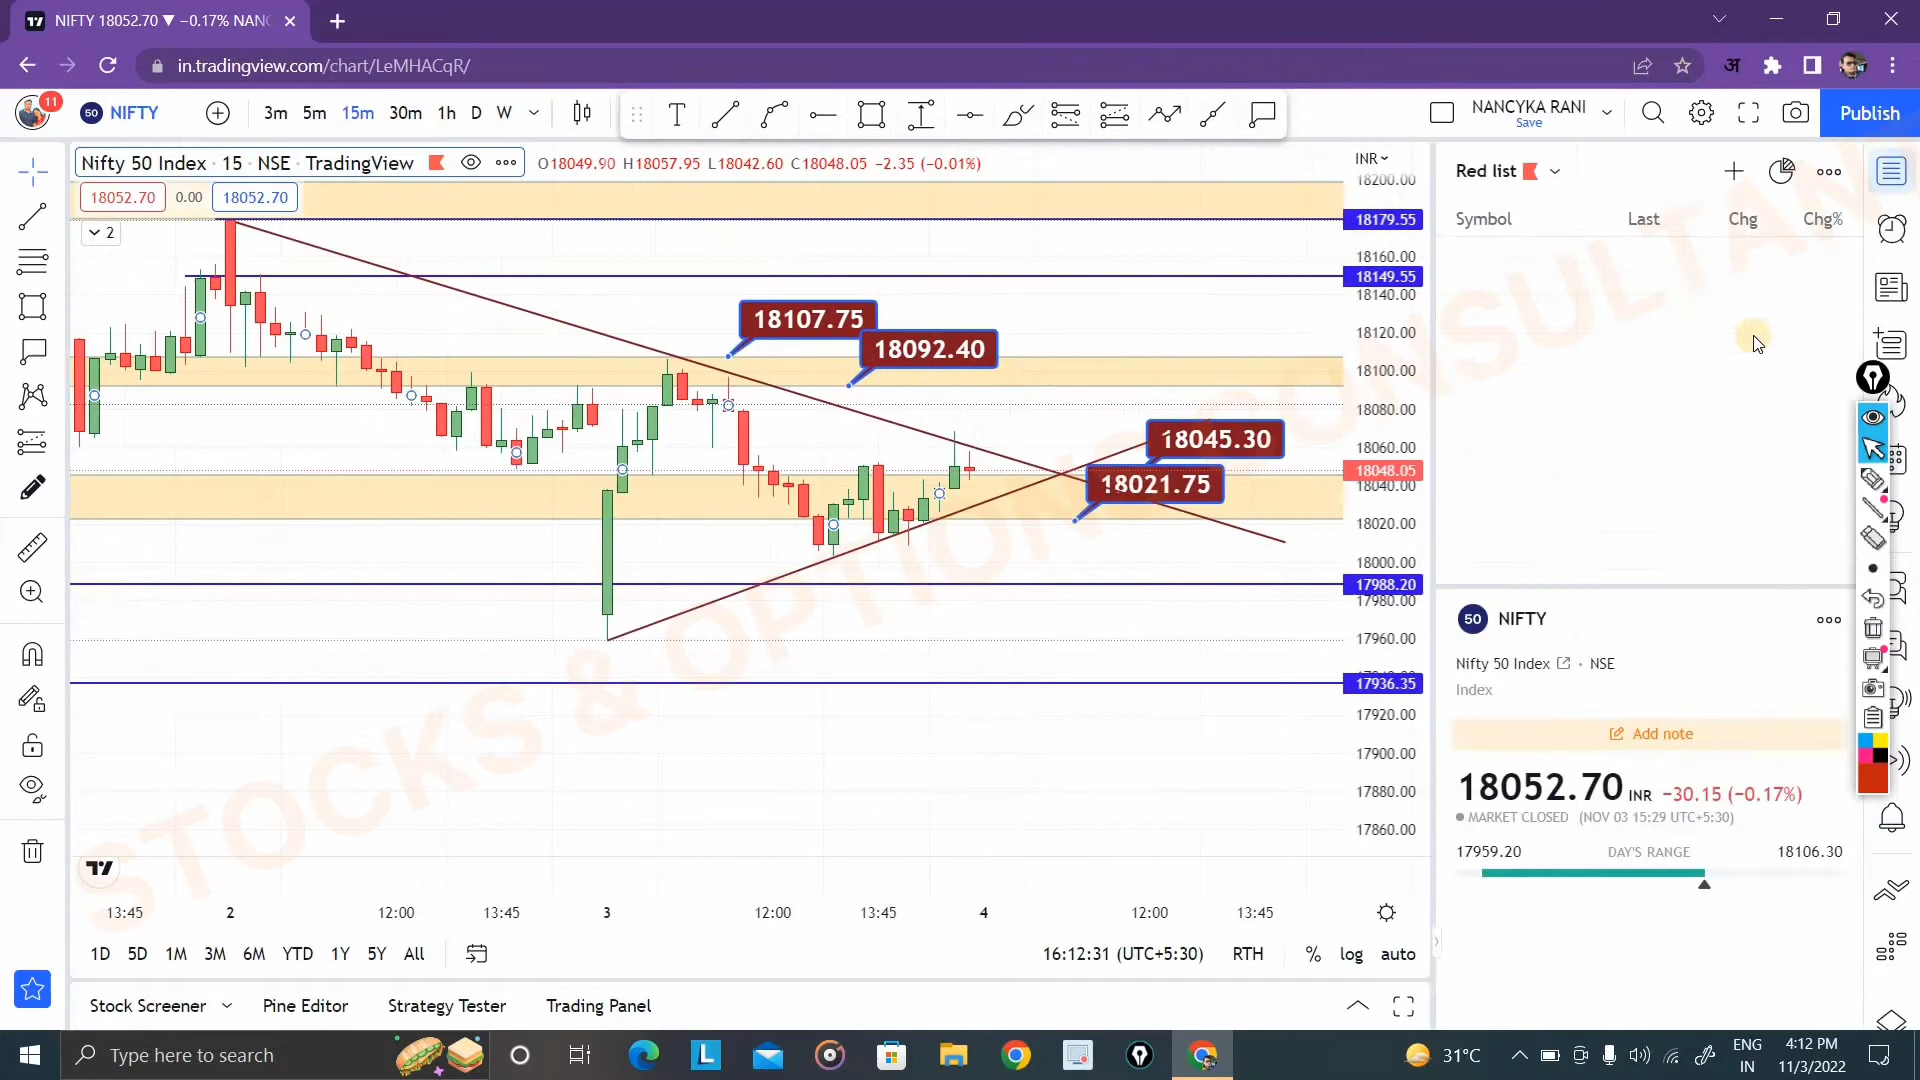 NIFTY 18052.70 ▼ −0.17% NANC
in.tradingview.com/chart/LeMHACqR/
अ
11
50 NIFTY
3m 5m 15m 30m 1h D W
NANCYKA RANI
Save
Publish
Nifty 50 Index · 15 · NSE · TradingView
O18049.90 H18057.95 L18042.60 C18048.05 −2.35 (−0.01%)
INR
18052.70 0.00 18052.70
2
18200.00
18179.55
18160.00
18149.55
18140.00
18120.00
18100.00
18080.00
18060.00
18048.05
18040.00
18020.00
18000.00
17988.20
17980.00
17960.00
17936.35
17920.00
17900.00
17880.00
17860.00
18107.75
18092.40
18045.30
18021.75
STOCKS & OPTIONS CONSULTAN
13:45 2 12:00 13:45 3 12:00 13:45 4 12:00 13:45
1D 5D 1M 3M 6M YTD 1Y 5Y All
16:12:31 (UTC+5:30) RTH % log auto
Stock Screener Pine Editor Strategy Tester Trading Panel
Red list
Symbol Last Chg Chg%
50 NIFTY
Nifty 50 Index · NSE
Index
Add note
18052.70 INR −30.15 (−0.17%)
MARKET CLOSED (NOV 03 15:29 UTC+5:30)
17959.20 DAY'S RANGE 18106.30
Type here to search
L
31°C
ENG
IN
4:12 PM
11/3/2022